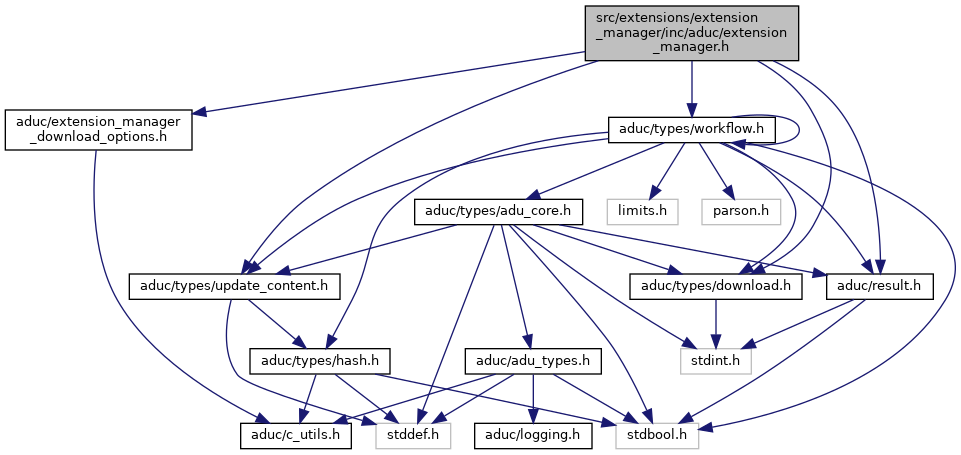 src/extensions/extension
_manager/inc/aduc/extension
_manager.h
aduc/extension_manager
_download_options.h
aduc/types/workflow.h
aduc/types/adu_core.h
limits.h
parson.h
aduc/types/update_content.h
aduc/types/download.h
aduc/result.h
aduc/types/hash.h
aduc/adu_types.h
stdint.h
aduc/c_utils.h
stddef.h
aduc/logging.h
stdbool.h